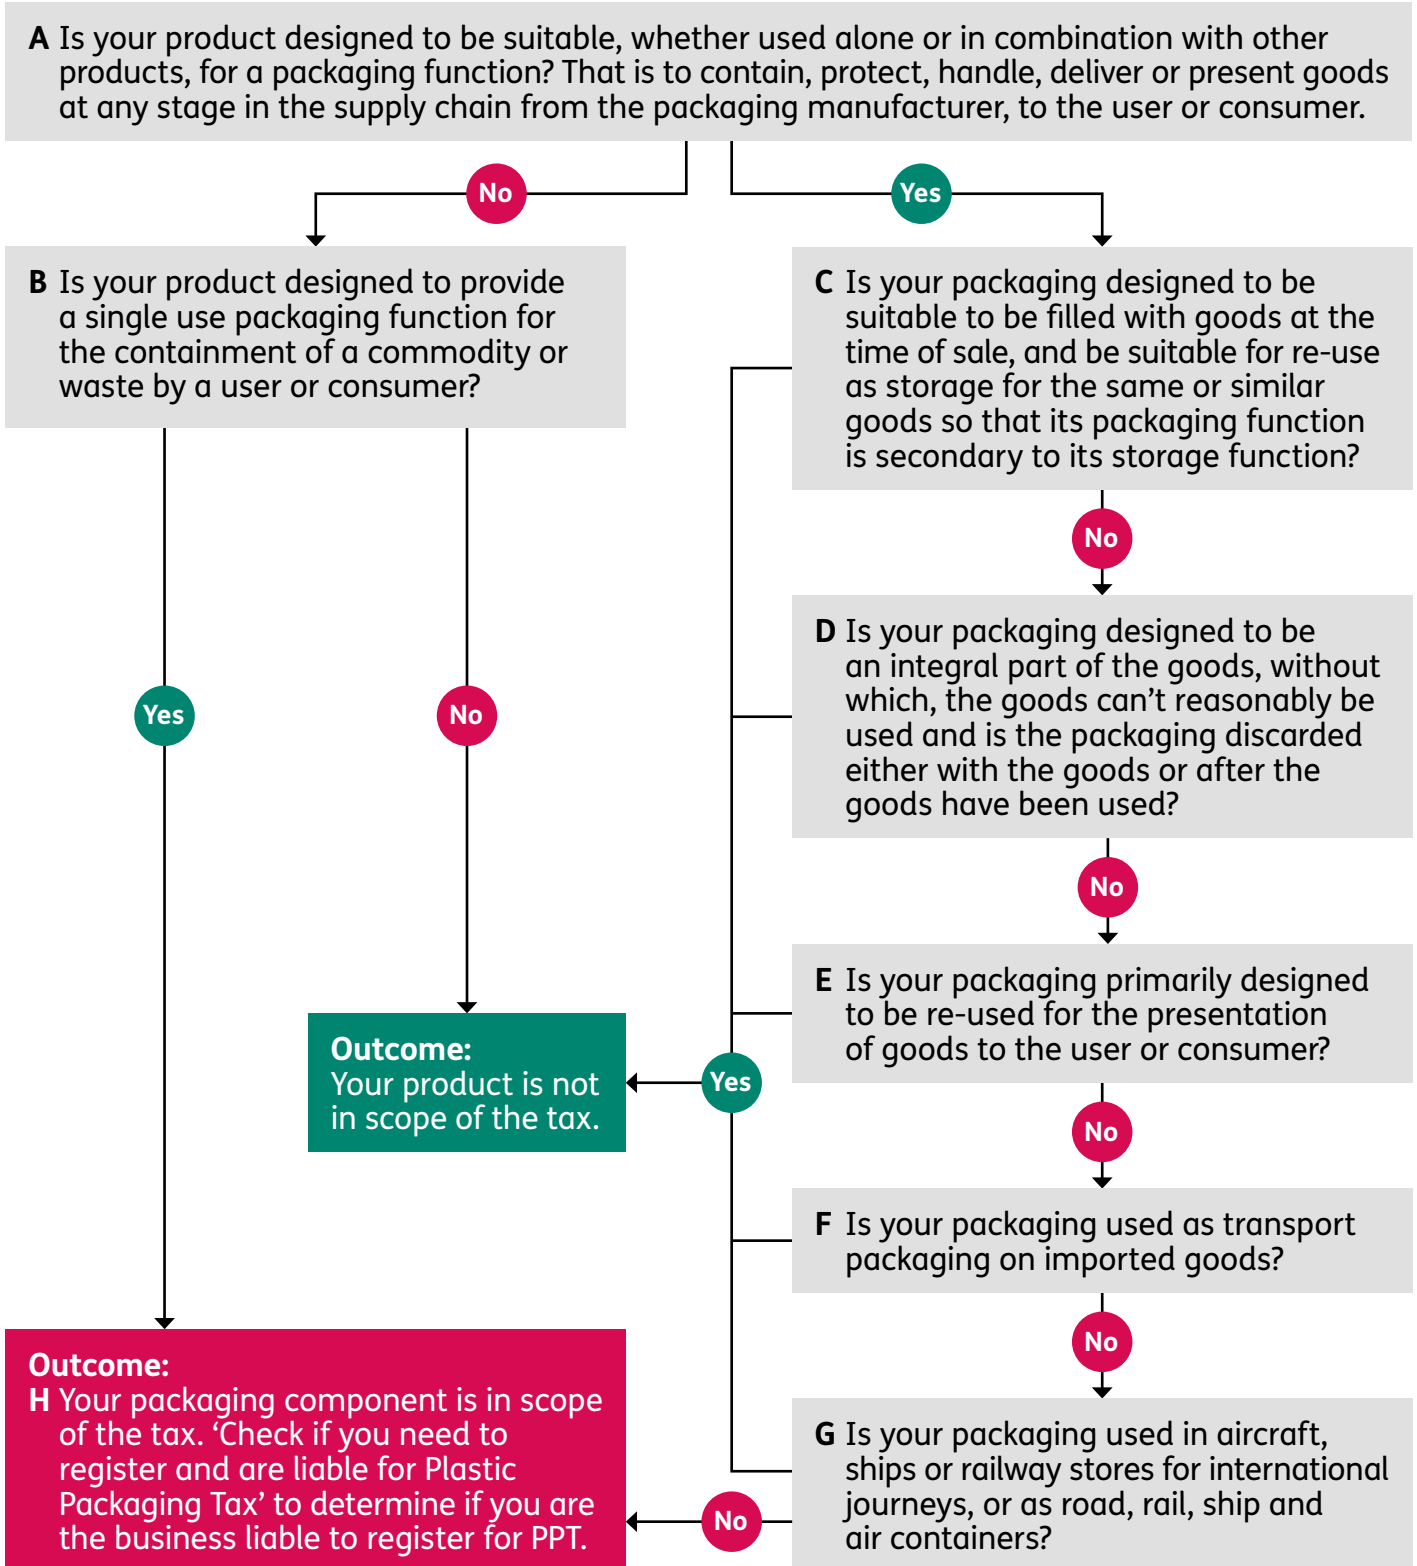 A Is your product designed to be suitable, whether used alone or in combination with other
products, for a packaging function? That is to contain, protect, handle, deliver or present goods
at any stage in the supply chain from the packaging manufacturer, to the user or consumer.
No
Yes
B Is your product designed to provide
a single use packaging function for
the containment of a commodity or
waste by a user or consumer?
C Is your packaging designed to be
suitable to be filled with goods at the
time of sale, and be suitable for re-use
as storage for the same or similar
goods so that its packaging function
is secondary to its storage function?
No
D Is your packaging designed to be
an integral part of the goods, without
which, the goods can’t reasonably be
used and is the packaging discarded
either with the goods or after the
goods have been used?
Yes
No
No
E Is your packaging primarily designed
to be re-used for the presentation
of goods to the user or consumer?
Outcome:
Your product is not
in scope of the tax.
Yes
No
F Is your packaging used as transport
packaging on imported goods?
No
Outcome:
H Your packaging component is in scope
of the tax. ‘Check if you need to
register and are liable for Plastic
Packaging Tax’ to determine if you are
the business liable to register for PPT.
G Is your packaging used in aircraft,
ships or railway stores for international
journeys, or as road, rail, ship and
air containers?
No